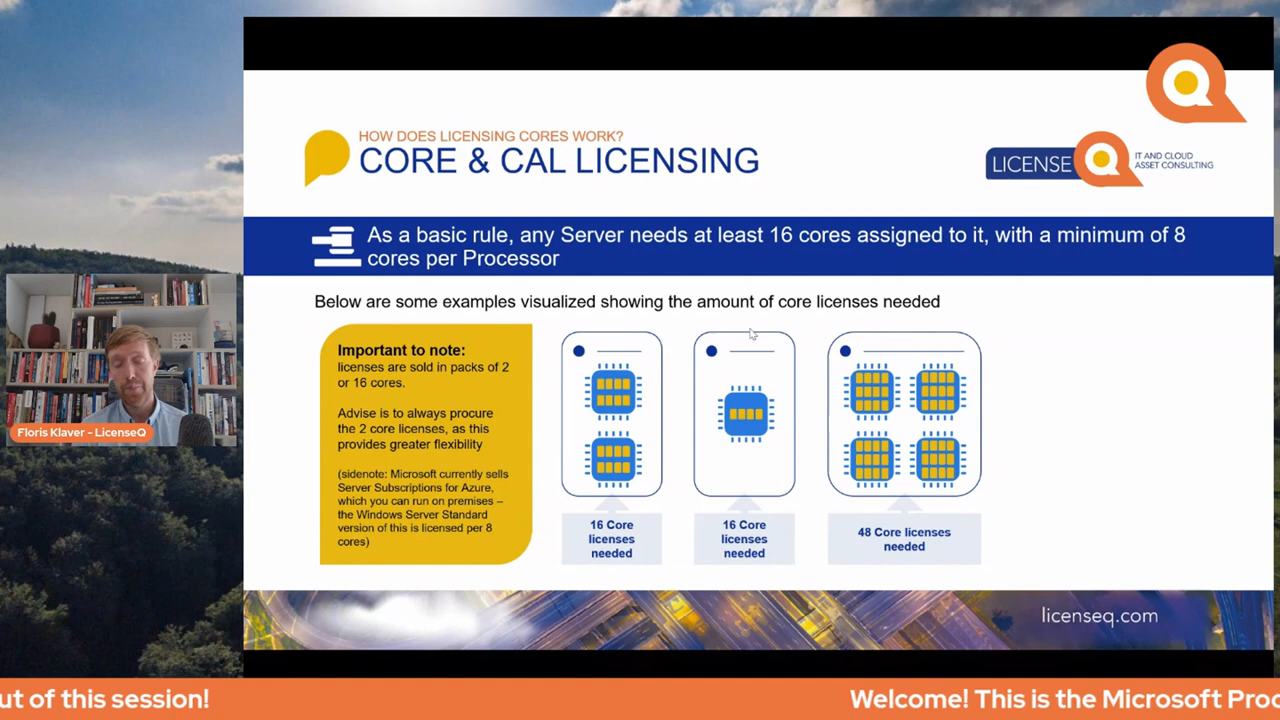 HOW DOES LICENSING CORES WORK?
CORE & CAL LICENSING
LICENSE
IT AND CLOUD
ASSET CONSULTING
As a basic rule, any Server needs at least 16 cores assigned to it, with a minimum of 8
cores per Processor
Below are some examples visualized showing the amount of core licenses needed
Important to note:
licenses are sold in packs of 2
or 16 cores.
Advise is to always procure
the 2 core licenses, as this
provides greater flexibility
(sidenote: Microsoft currently sells
Server Subscriptions for Azure,
which you can run on premises –
the Windows Server Standard
version of this is licensed per 8
cores)
16 Core
licenses
needed
16 Core
licenses
needed
48 Core licenses
needed
Floris Klaver – LicenseQ
licenseq.com
ut of this session!
Welcome! This is the Microsoft Proc